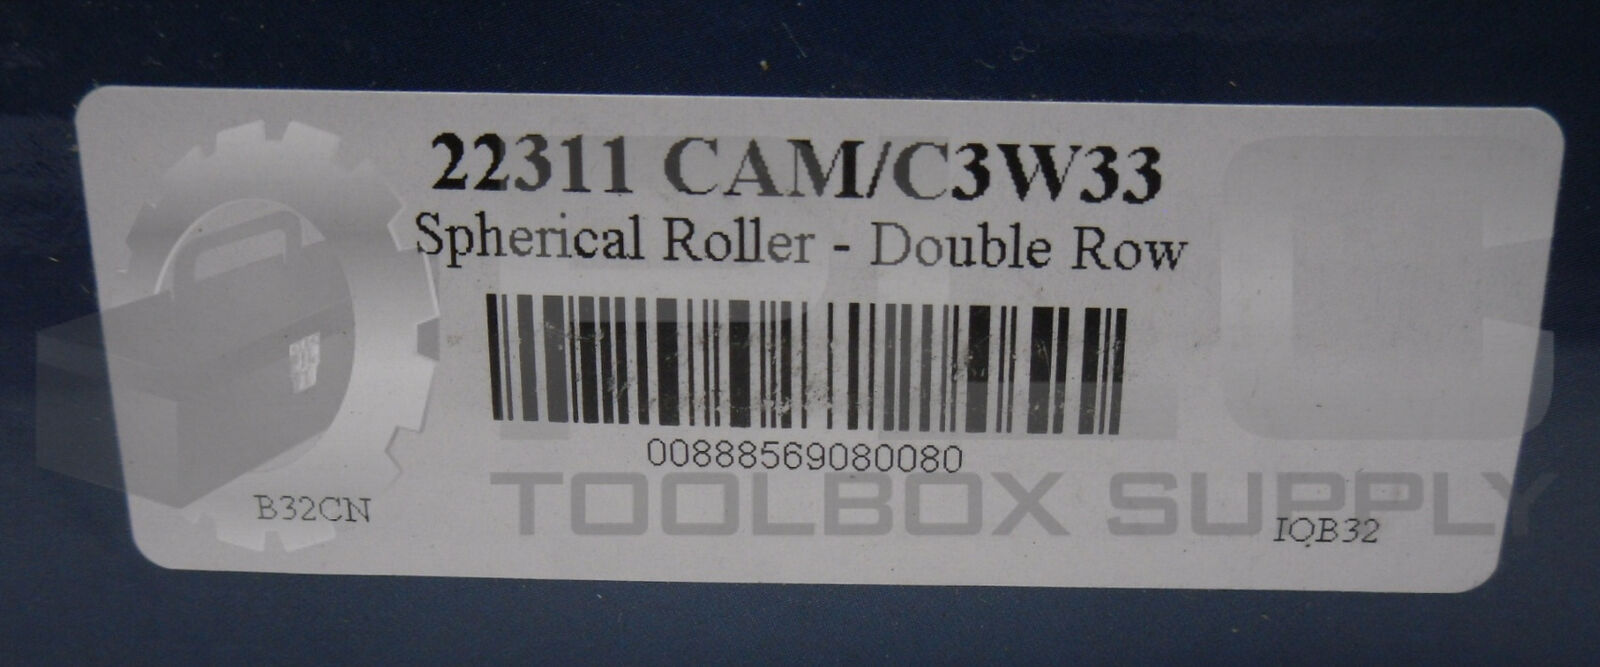 22311 CAM/C3W33
Spherical Roller - Double Row
00888569080080
TOOLBOX SUPPLY
B32CN
IQB32